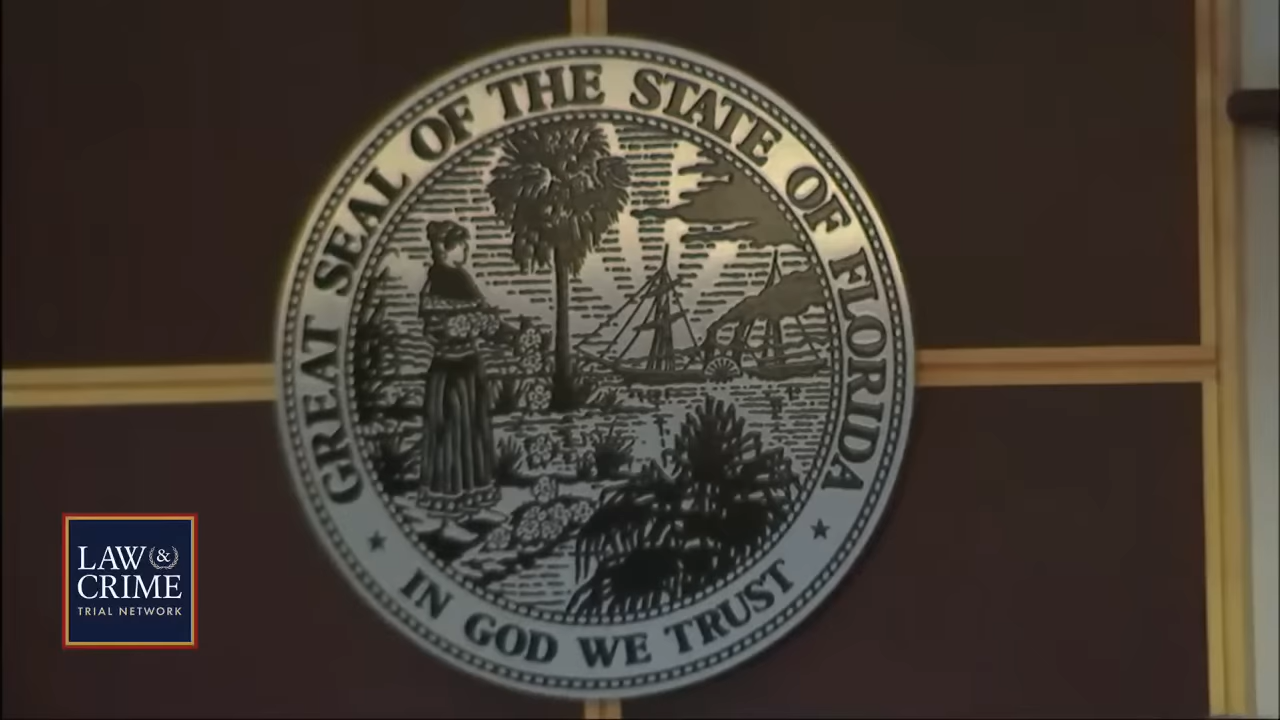 GREAT SEAL OF THE STATE OF FLORIDA
IN GOD WE TRUST
LAW &
CRIME
TRIAL NETWORK